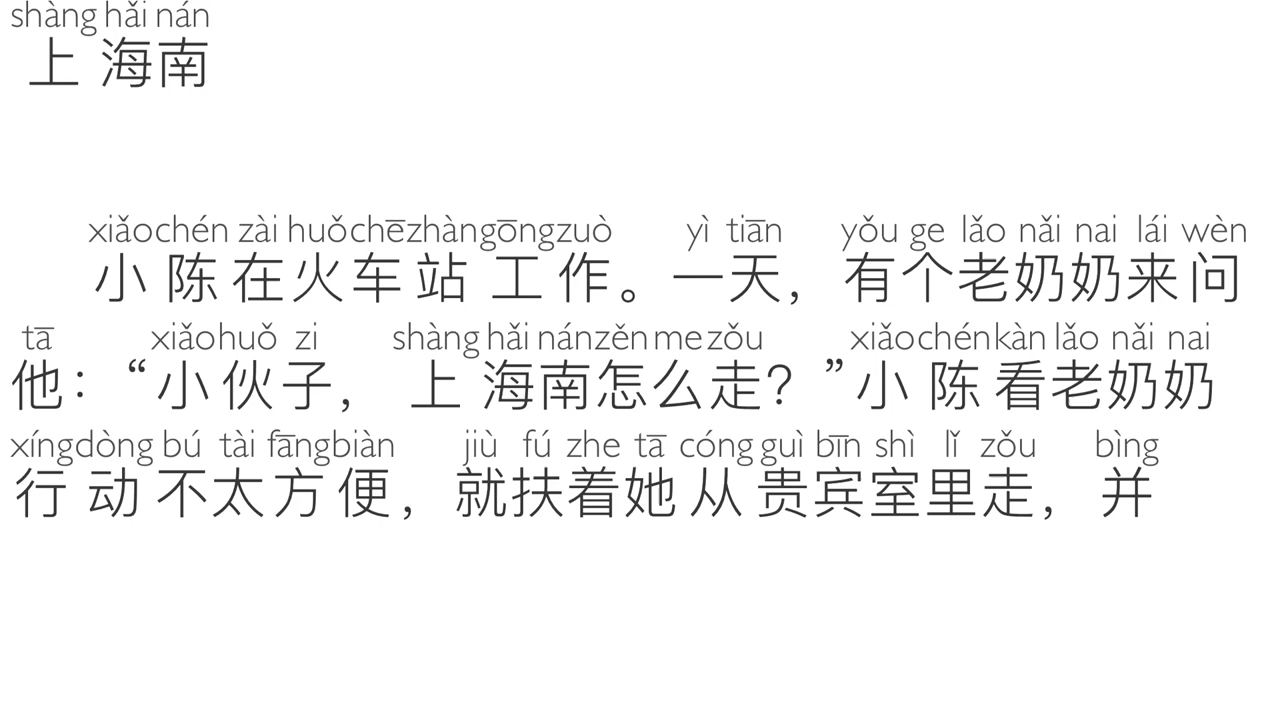 shàng hǎi nán
上海南
xiǎochén zài huǒchēzhàngōngzuò yì tiān yǒu ge lǎo nǎi nai lái wèn
小陈在火车站工作。一天，有个老奶奶来问
tā xiǎohuǒ zi shàng hǎi nánzěn me zǒu xiǎochénkàn lǎo nǎi nai
他：“小伙子，上海南怎么走？”小陈看老奶奶
xíngdòng bú tài fāngbiàn jiù fú zhe tā cóng guì bīn shì lǐ zǒu bìng
行动不太方便，就扶着她从贵宾室里走，并